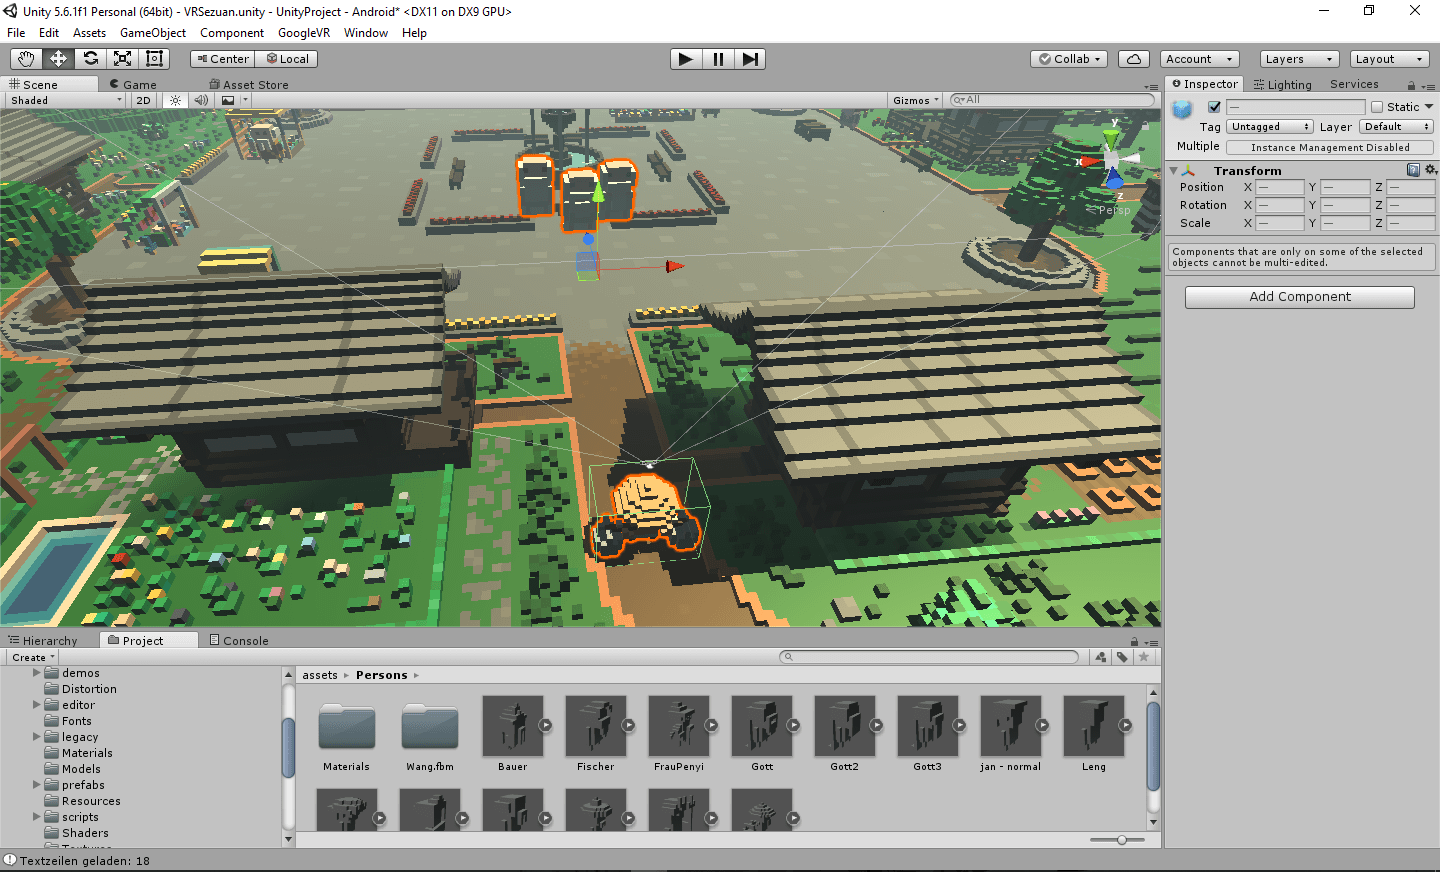 Unity 5.6.1f1 Personal (64bit) - VRSezuan.unity - UnityProject - Android* <DX11 on DX9 GPU>
File Edit Assets GameObject Component GoogleVR Window Help
Center Local Collab Account Layers Layout
Scene Game Asset Store
Shaded 2D Gizmos All
y
x
z
Persp
Inspector Lighting Services
— Static
Tag Untagged Layer Default
Multiple Instance Management Disabled
Transform
Position X — Y — Z —
Rotation X — Y — Z —
Scale X — Y — Z —
Components that are only on some of the selected
objects cannot be multi-edited.
Add Component
Hierarchy Project Console
Create
demos
Distortion
editor
Fonts
legacy
Materials
Models
prefabs
Resources
scripts
Shaders
Textures
assets Persons
Materials Wang.fbm Bauer Fischer FrauPenyi Gott Gott2 Gott3 jan - normal Leng
Textzeilen geladen: 18